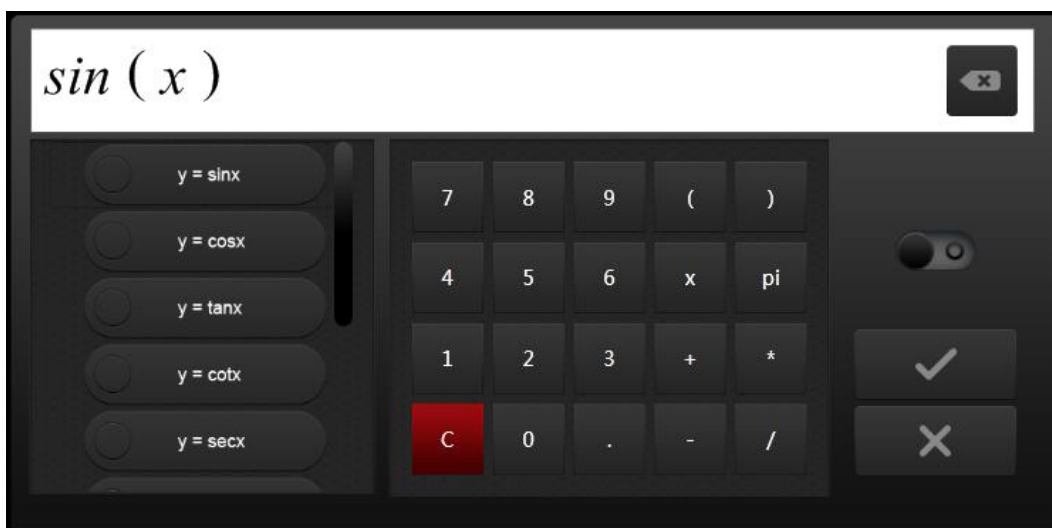 sin ( x )
y = sinx
y = cosx
y = tanx
y = cotx
y = secx
7 8 9 ( )
4 5 6 x pi
1 2 3 + *
C 0 . - /